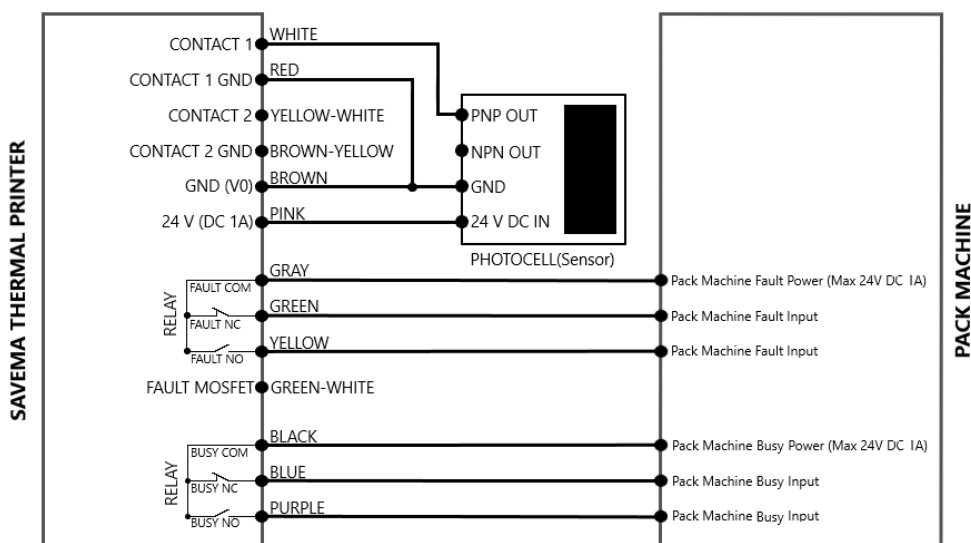 SAVEMA THERMAL PRINTER
CONTACT 1
WHITE
CONTACT 1 GND
RED
CONTACT 2
YELLOW-WHITE
CONTACT 2 GND
BROWN-YELLOW
GND (V0)
BROWN
24 V (DC 1A)
PINK
PNP OUT
NPN OUT
GND
24 V DC IN
PHOTOCELL(Sensor)
RELAY
FAULT COM
GRAY
Pack Machine Fault Power (Max 24V DC 1A)
FAULT NC
GREEN
Pack Machine Fault Input
FAULT NO
YELLOW
Pack Machine Fault Input
FAULT MOSFET
GREEN-WHITE
RELAY
BUSY COM
BLACK
Pack Machine Busy Power (Max 24V DC 1A)
BUSY NC
BLUE
Pack Machine Busy Input
BUSY NO
PURPLE
Pack Machine Busy Input
PACK MACHINE